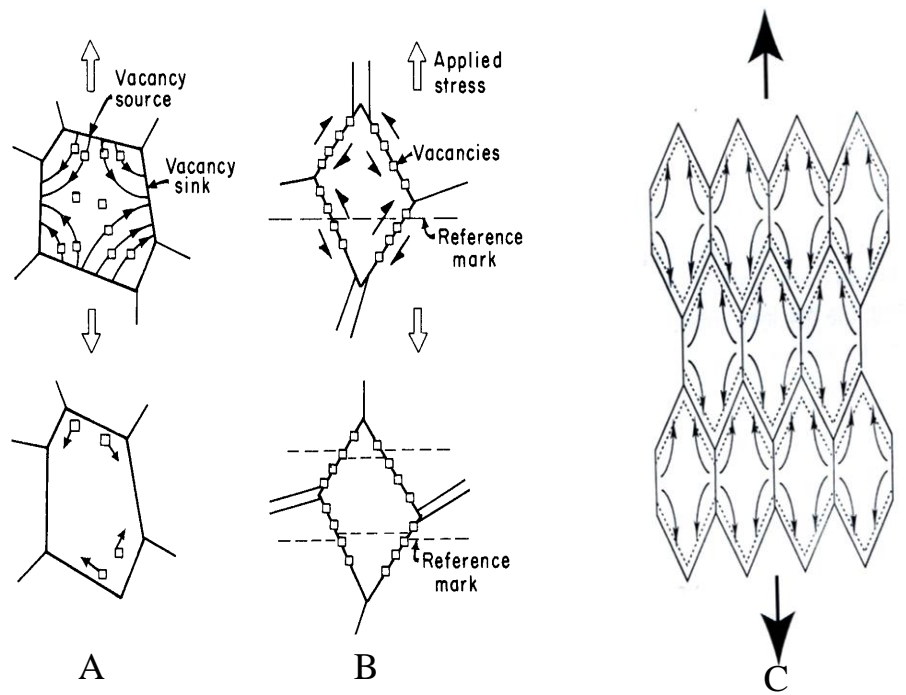 Vacancy
source
Vacancy
sink
Applied
stress
Vacancies
Reference
mark
Reference
mark
A
B
C